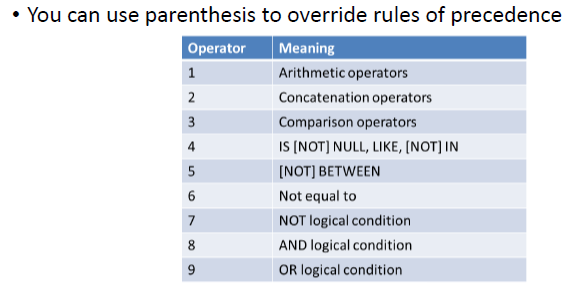 • You can use parenthesis to override rules of precedence
Operator Meaning
1 Arithmetic operators
2 Concatenation operators
3 Comparison operators
4 IS [NOT] NULL, LIKE, [NOT] IN
5 [NOT] BETWEEN
6 Not equal to
7 NOT logical condition
8 AND logical condition
9 OR logical condition